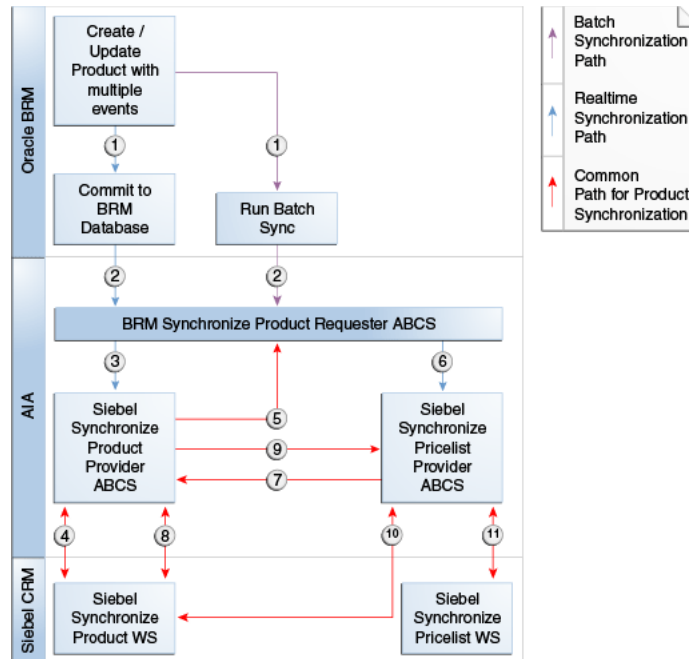 Oracle BRM
Create /
Update
Product with
multiple
events
1
1
Commit to
BRM
Database
Run Batch
Sync
2
2
AIA
BRM Synchronize Product Requester ABCS
3
6
Siebel
Synchronize
Product
Provider
ABCS
5
9
7
Siebel
Synchronize
Pricelist
Provider
ABCS
4
8
10
11
Siebel CRM
Siebel
Synchronize
Product WS
Siebel
Synchronize
Pricelist WS
Batch
Synchronization
Path
Realtime
Synchronization
Path
Common
Path for Product
Synchronization